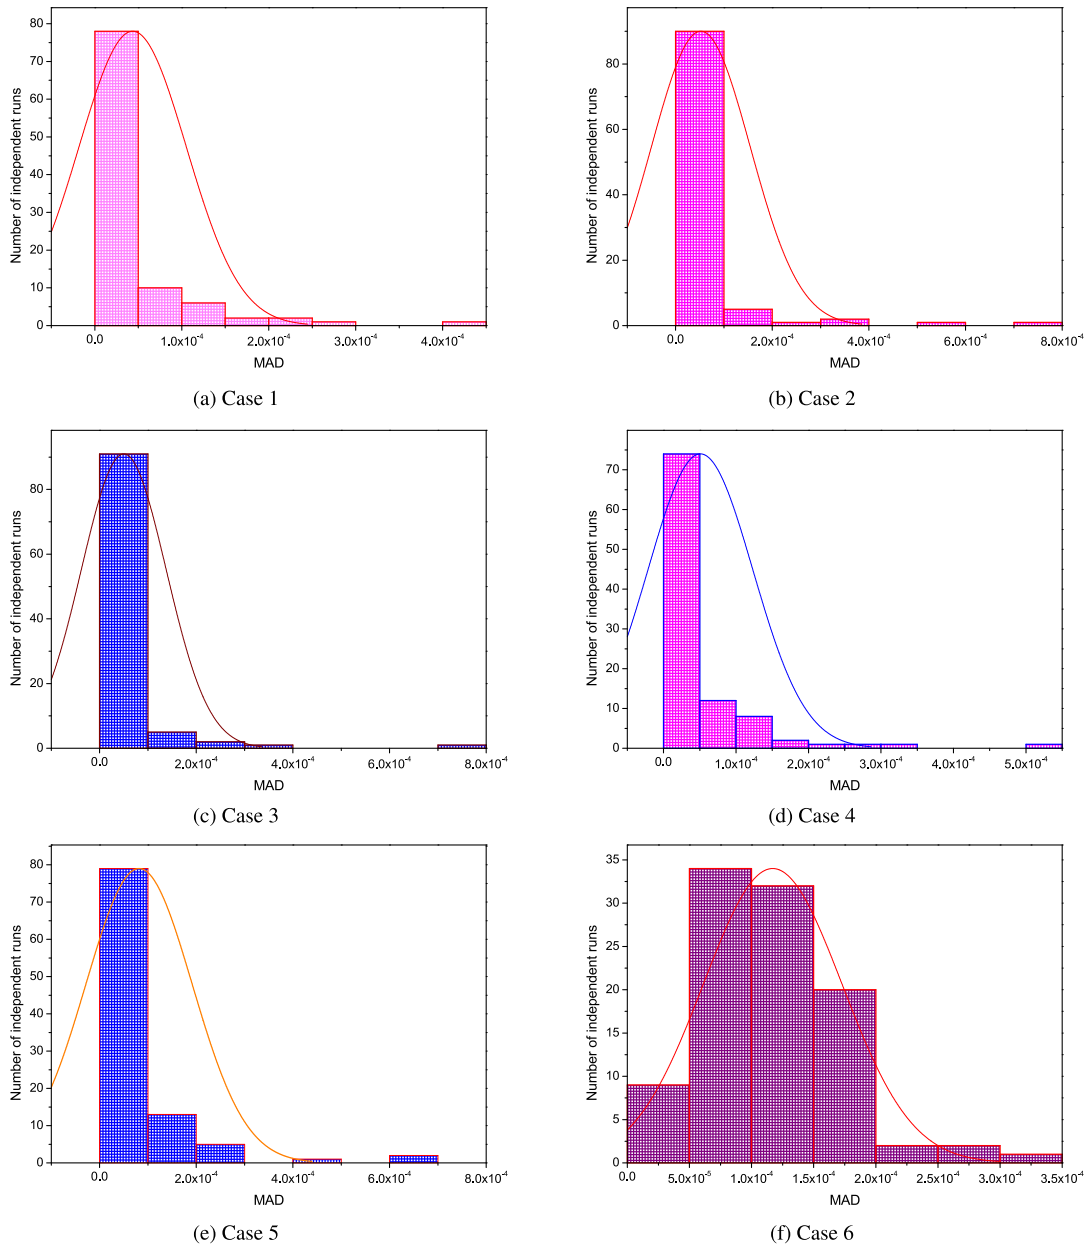 80
70
60
50
40
30
20
10
0
Number of independent runs
0.0 1.0x10⁻⁴ 2.0x10⁻⁴ 3.0x10⁻⁴ 4.0x10⁻⁴
MAD
(a) Case 1
80
60
40
20
0
Number of independent runs
0.0 2.0x10⁻⁴ 4.0x10⁻⁴ 6.0x10⁻⁴ 8.0x10⁻⁴
MAD
(b) Case 2
80
60
40
20
0
Number of independent runs
0.0 2.0x10⁻⁴ 4.0x10⁻⁴ 6.0x10⁻⁴ 8.0x10⁻⁴
MAD
(c) Case 3
70
60
50
40
30
20
10
0
Number of independent runs
0.0 1.0x10⁻⁴ 2.0x10⁻⁴ 3.0x10⁻⁴ 4.0x10⁻⁴ 5.0x10⁻⁴
MAD
(d) Case 4
80
70
60
50
40
30
20
10
0
Number of independent runs
0.0 2.0x10⁻⁴ 4.0x10⁻⁴ 6.0x10⁻⁴ 8.0x10⁻⁴
MAD
(e) Case 5
35
30
25
20
15
10
5
0
Number of independent runs
0.0 5.0x10⁻⁵ 1.0x10⁻⁴ 1.5x10⁻⁴ 2.0x10⁻⁴ 2.5x10⁻⁴ 3.0x10⁻⁴ 3.5x10⁻⁴
MAD
(f) Case 6